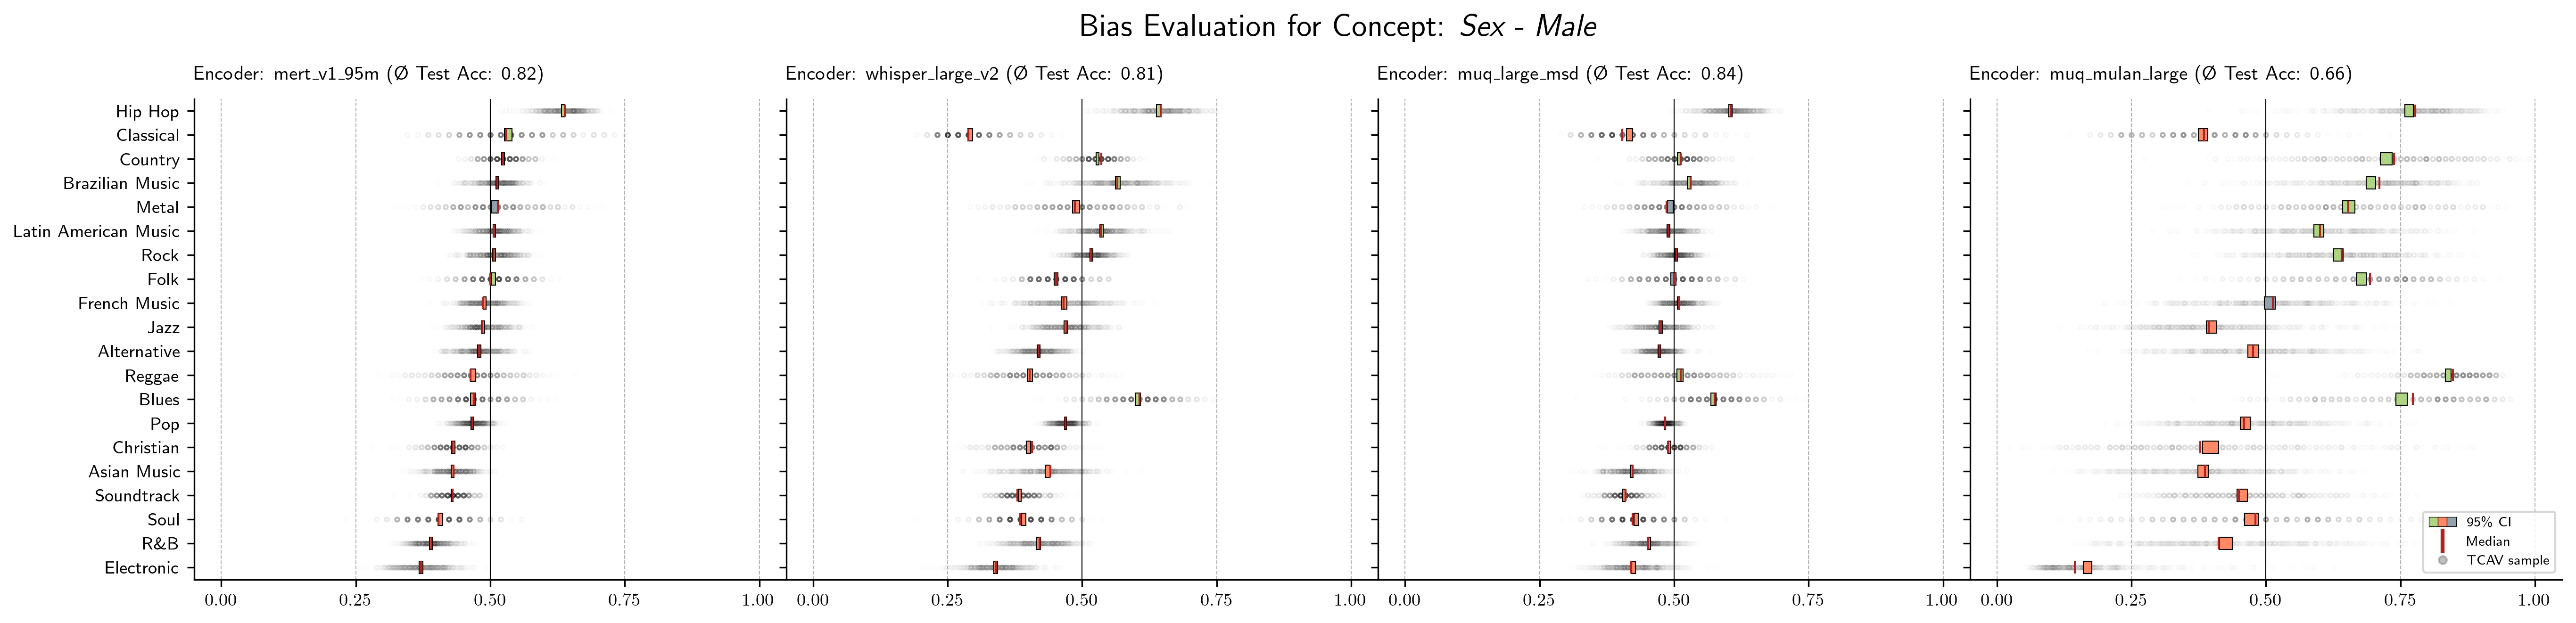 Bias Evaluation for Concept: Sex - Male
Encoder: mert_v1_95m (Ø Test Acc: 0.82)
Encoder: whisper_large_v2 (Ø Test Acc: 0.81)
Encoder: muq_large_msd (Ø Test Acc: 0.84)
Encoder: muq_mulan_large (Ø Test Acc: 0.66)
Hip Hop
Classical
Country
Brazilian Music
Metal
Latin American Music
Rock
Folk
French Music
Jazz
Alternative
Reggae
Blues
Pop
Christian
Asian Music
Soundtrack
Soul
R&B
Electronic
95% CI
Median
TCAV sample
0.00 0.25 0.50 0.75 1.00
0.00 0.25 0.50 0.75 1.00
0.00 0.25 0.50 0.75 1.00
0.00 0.25 0.50 0.75 1.00